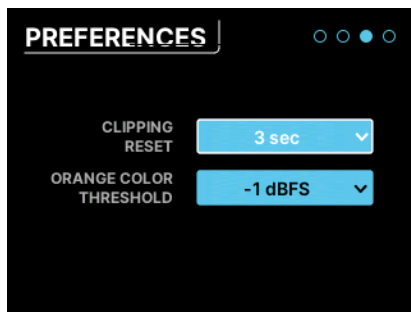 PREFERENCES
CLIPPING
RESET
3 sec
ORANGE COLOR
THRESHOLD
-1 dBFS